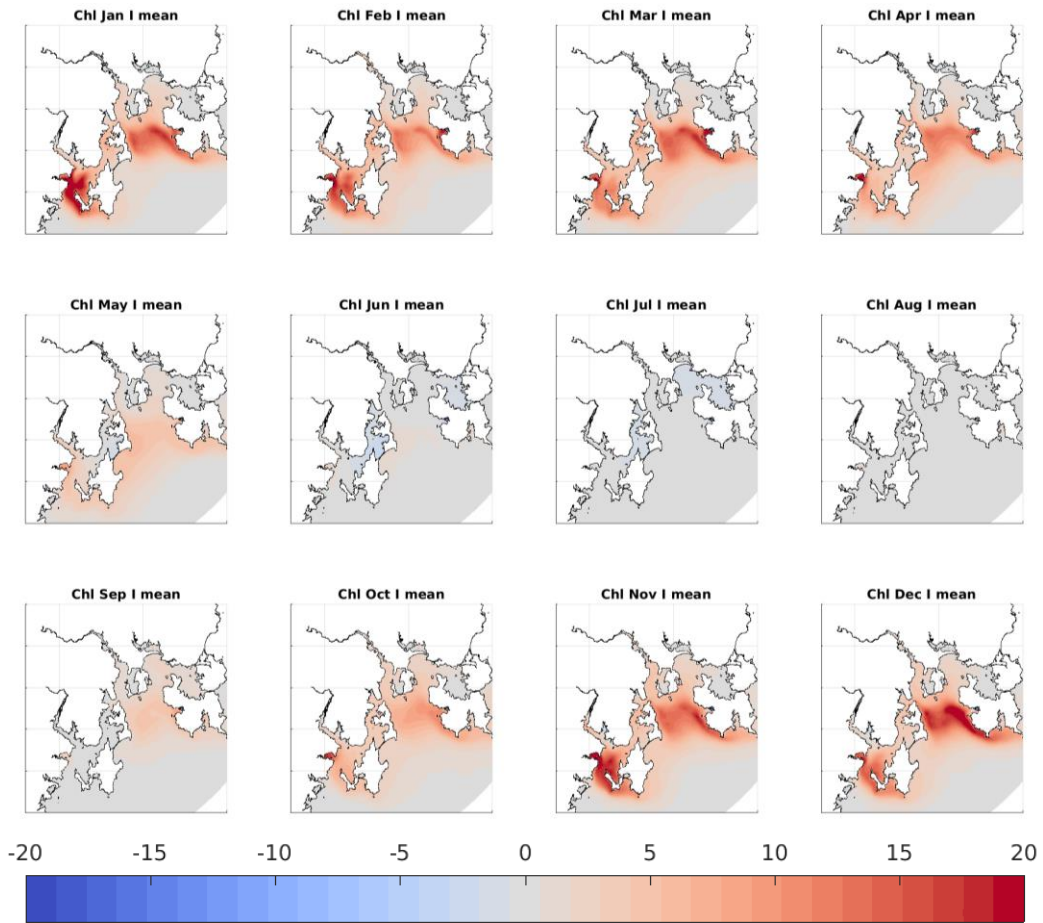 Chl Jan I mean
Chl Feb I mean
Chl Mar I mean
Chl Apr I mean
Chl May I mean
Chl Jun I mean
Chl Jul I mean
Chl Aug I mean
Chl Sep I mean
Chl Oct I mean
Chl Nov I mean
Chl Dec I mean
-20 -15 -10 -5 0 5 10 15 20